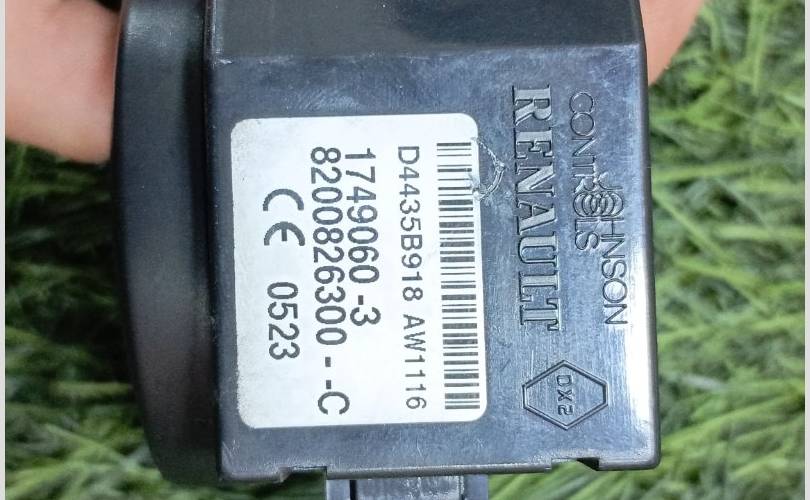 JOHNSON
CONTROLS
RENAULT
DX2
D4435B918 AW1116
1749060-3
8200826300--C
CE 0523